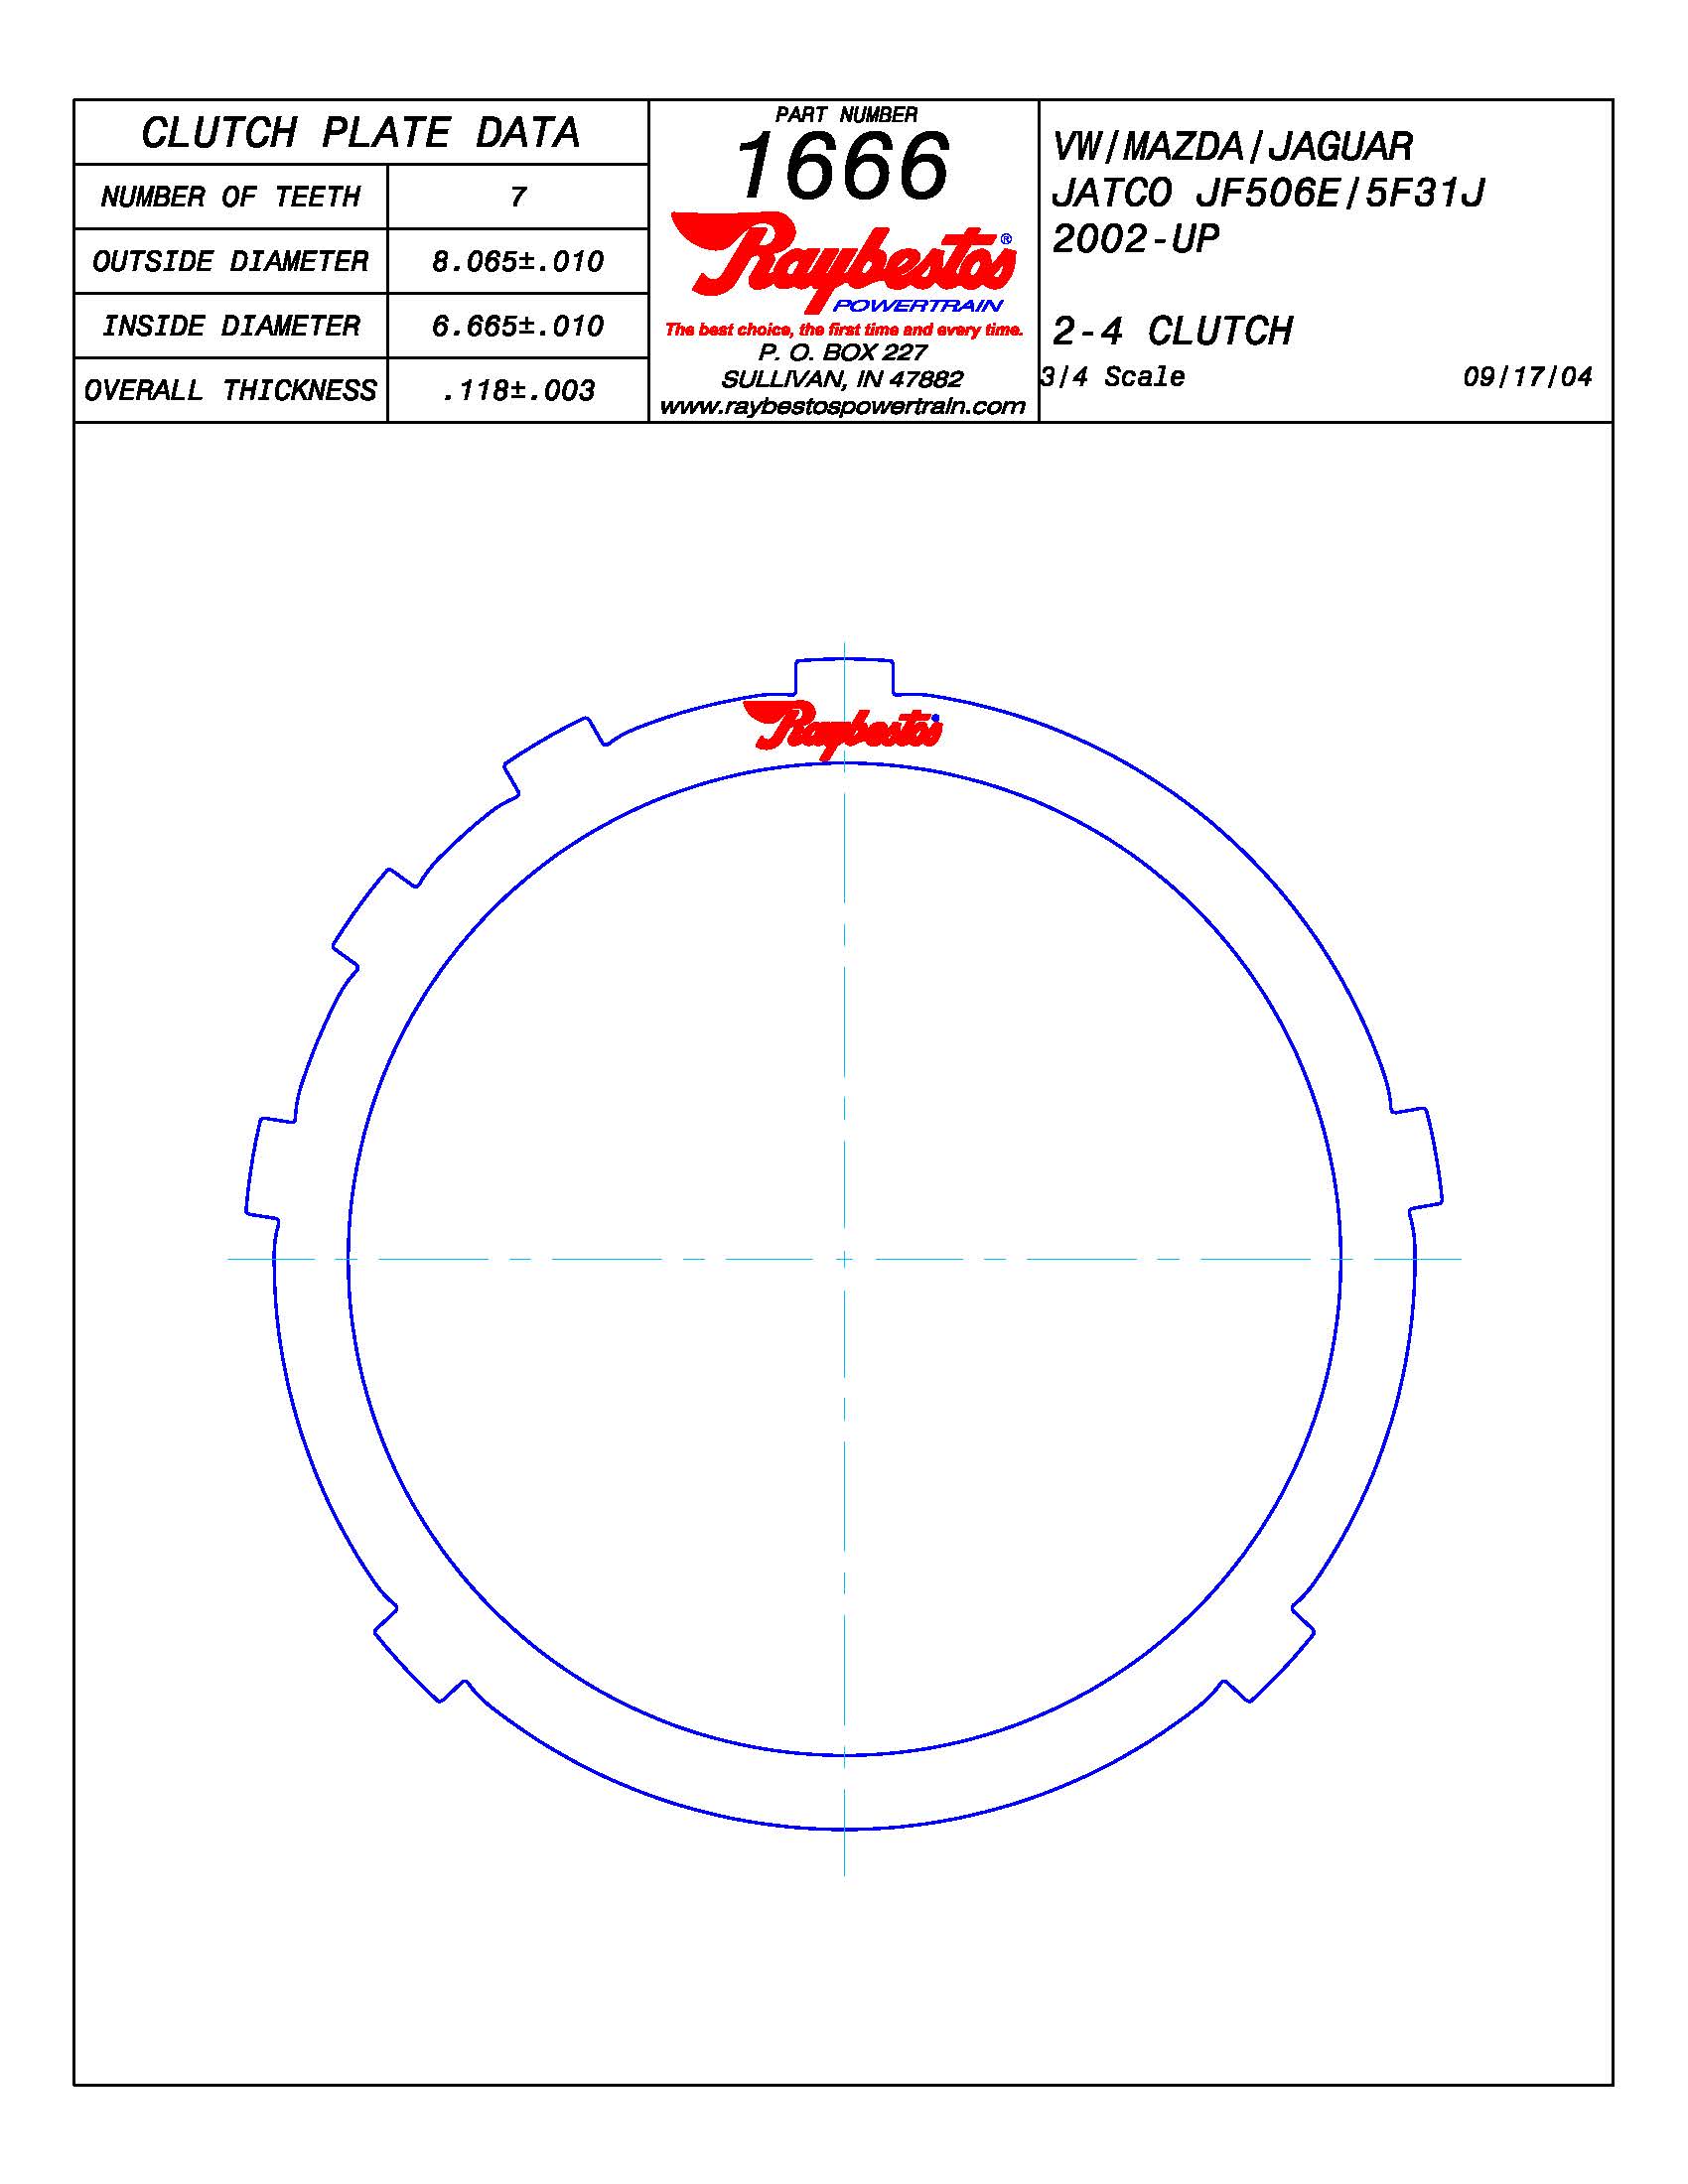 CLUTCH PLATE DATA
NUMBER OF TEETH 7
OUTSIDE DIAMETER 8.065±.010
INSIDE DIAMETER 6.665±.010
OVERALL THICKNESS .118±.003
PART NUMBER
1666
Raybestos®
POWERTRAIN
The best choice, the first time and every time.
P. O. BOX 227
SULLIVAN, IN 47882
www.raybestospowertrain.com
VW/MAZDA/JAGUAR
JATCO JF506E/5F31J
2002-UP
2-4 CLUTCH
3/4 Scale 09/17/04
Raybestos